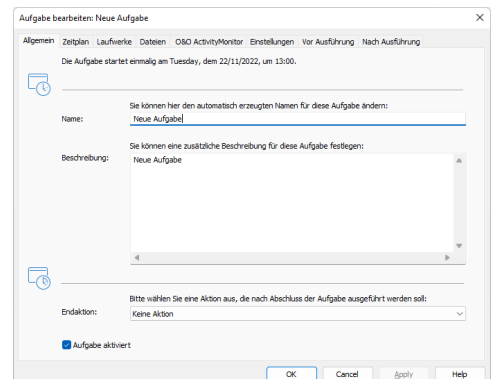 Aufgabe bearbeiten: Neue Aufgabe
Allgemein Zeitplan Laufwerke Dateien O&O ActivityMonitor Einstellungen Vor Ausführung Nach Ausführung
Die Aufgabe startet einmalig am Tuesday, dem 22/11/2022, um 13:00.
Sie können hier den automatisch erzeugten Namen für diese Aufgabe ändern:
Name: Neue Aufgabe
Sie können eine zusätzliche Beschreibung für diese Aufgabe festlegen:
Beschreibung: Neue Aufgabe
Bitte wählen Sie eine Aktion aus, die nach Abschluss der Aufgabe ausgeführt werden soll:
Endaktion: Keine Aktion
Aufgabe aktiviert
OK Cancel Apply Help